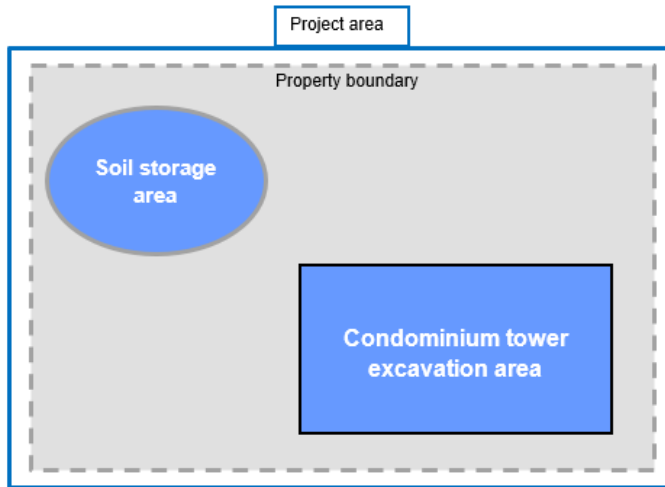 Project area
Property boundary
Soil storage
area
Condominium tower
excavation area